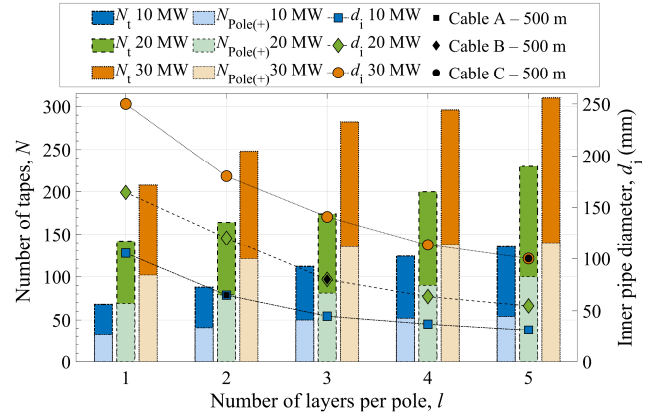 N_t 10 MW N_Pole(+) 10 MW d_i 10 MW Cable A – 500 m
N_t 20 MW N_Pole(+) 20 MW d_i 20 MW Cable B – 500 m
N_t 30 MW N_Pole(+) 30 MW d_i 30 MW Cable C – 500 m
Number of tapes, N
300
250
200
150
100
50
0
250
200
150
100
50
0
Inner pipe diameter, d_i (mm)
1 2 3 4 5
Number of layers per pole, l